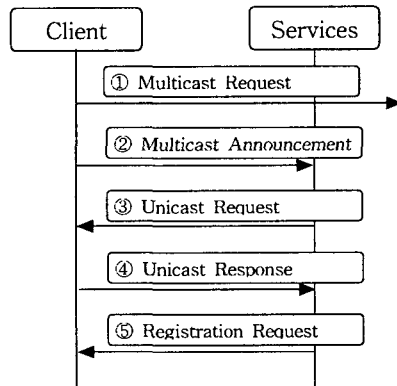 Client
Services
① Multicast Request
② Multicast Announcement
③ Unicast Request
④ Unicast Response
⑤ Registration Request